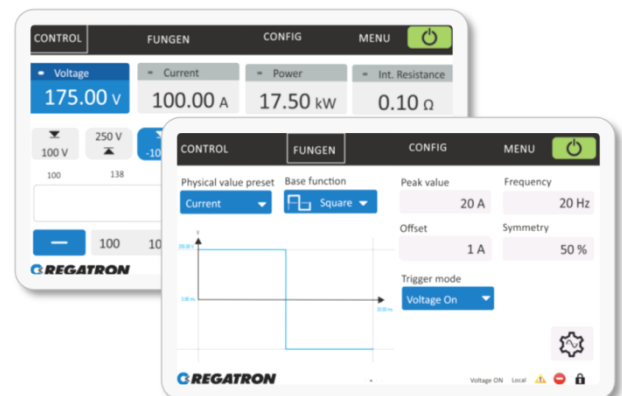 CONTROL FUNGEN CONFIG MENU
Voltage Current Power Int. Resistance
175.00 V 100.00 A 17.50 kW 0.10 Ω
100 V 250 V -10
100 138
100 10
REGATRON
CONTROL FUNGEN CONFIG MENU
Physical value preset Base function Peak value Frequency
Current Square 20 A 20 Hz
Offset Symmetry
1 A 50 %
Trigger mode
Voltage On
REGATRON
Voltage ON Local